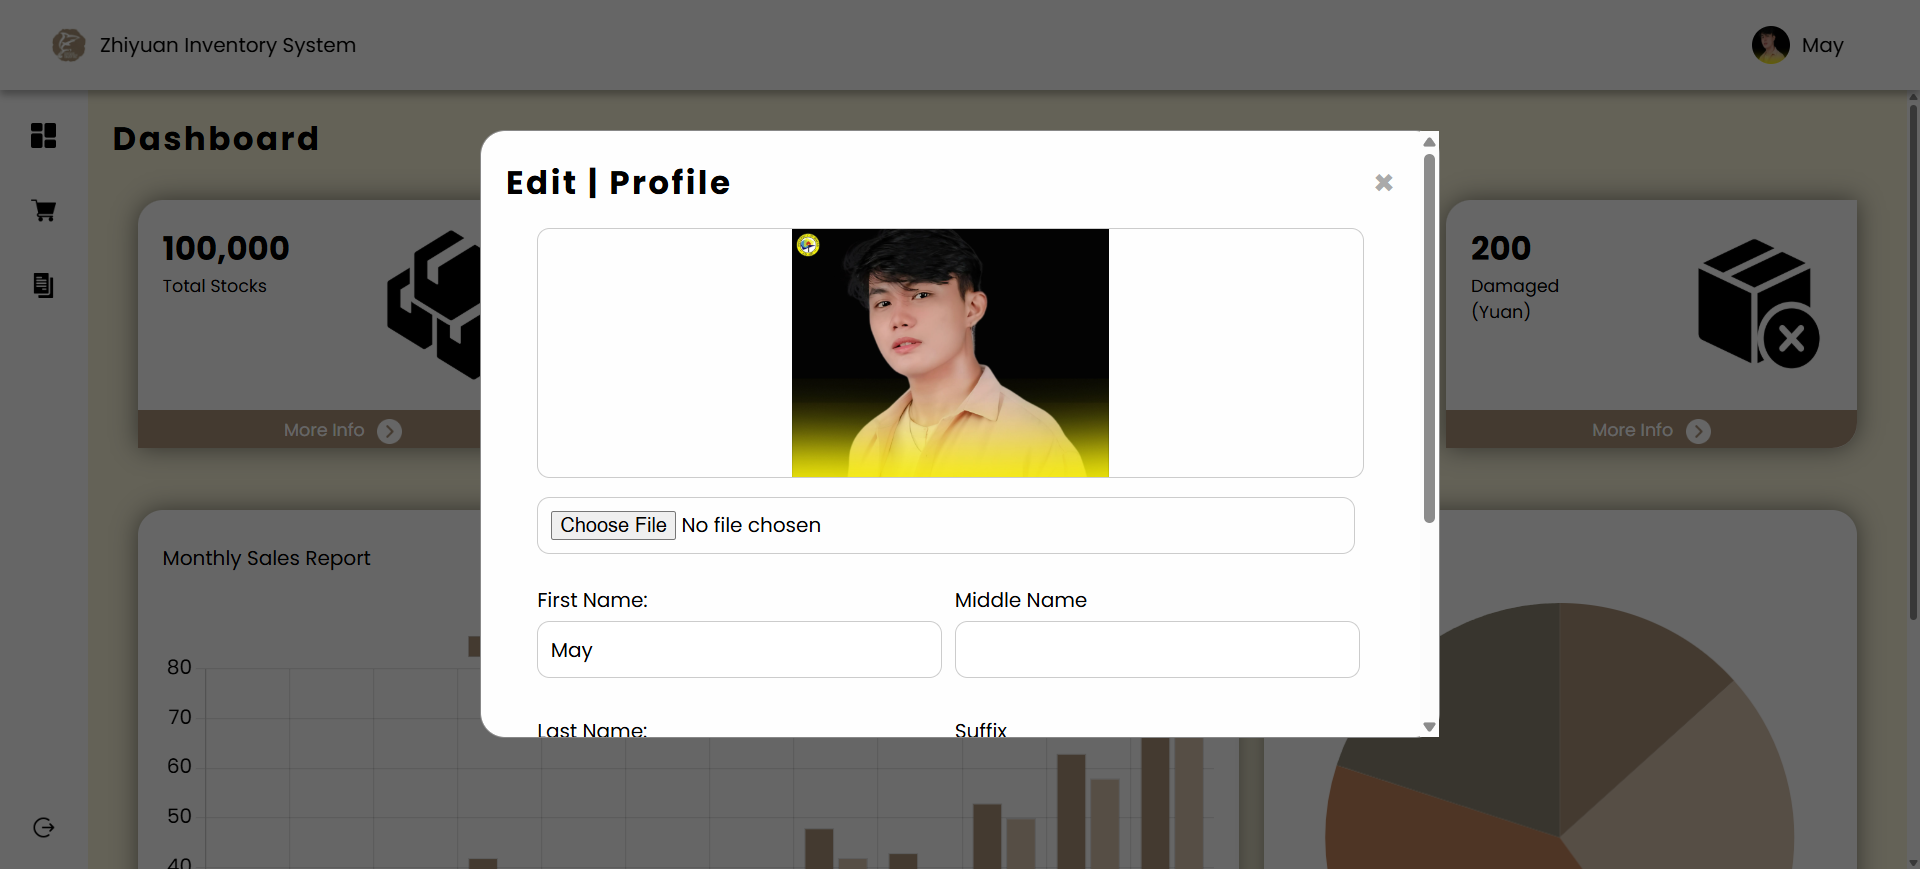 Zhiyuan Inventory System
May
Dashboard
100,000
Total Stocks
More Info
200
Damaged
(Yuan)
More Info
Edit | Profile
Choose File No file chosen
First Name:
Middle Name
May
Last Name:
Suffix
Monthly Sales Report
80
70
60
50
40